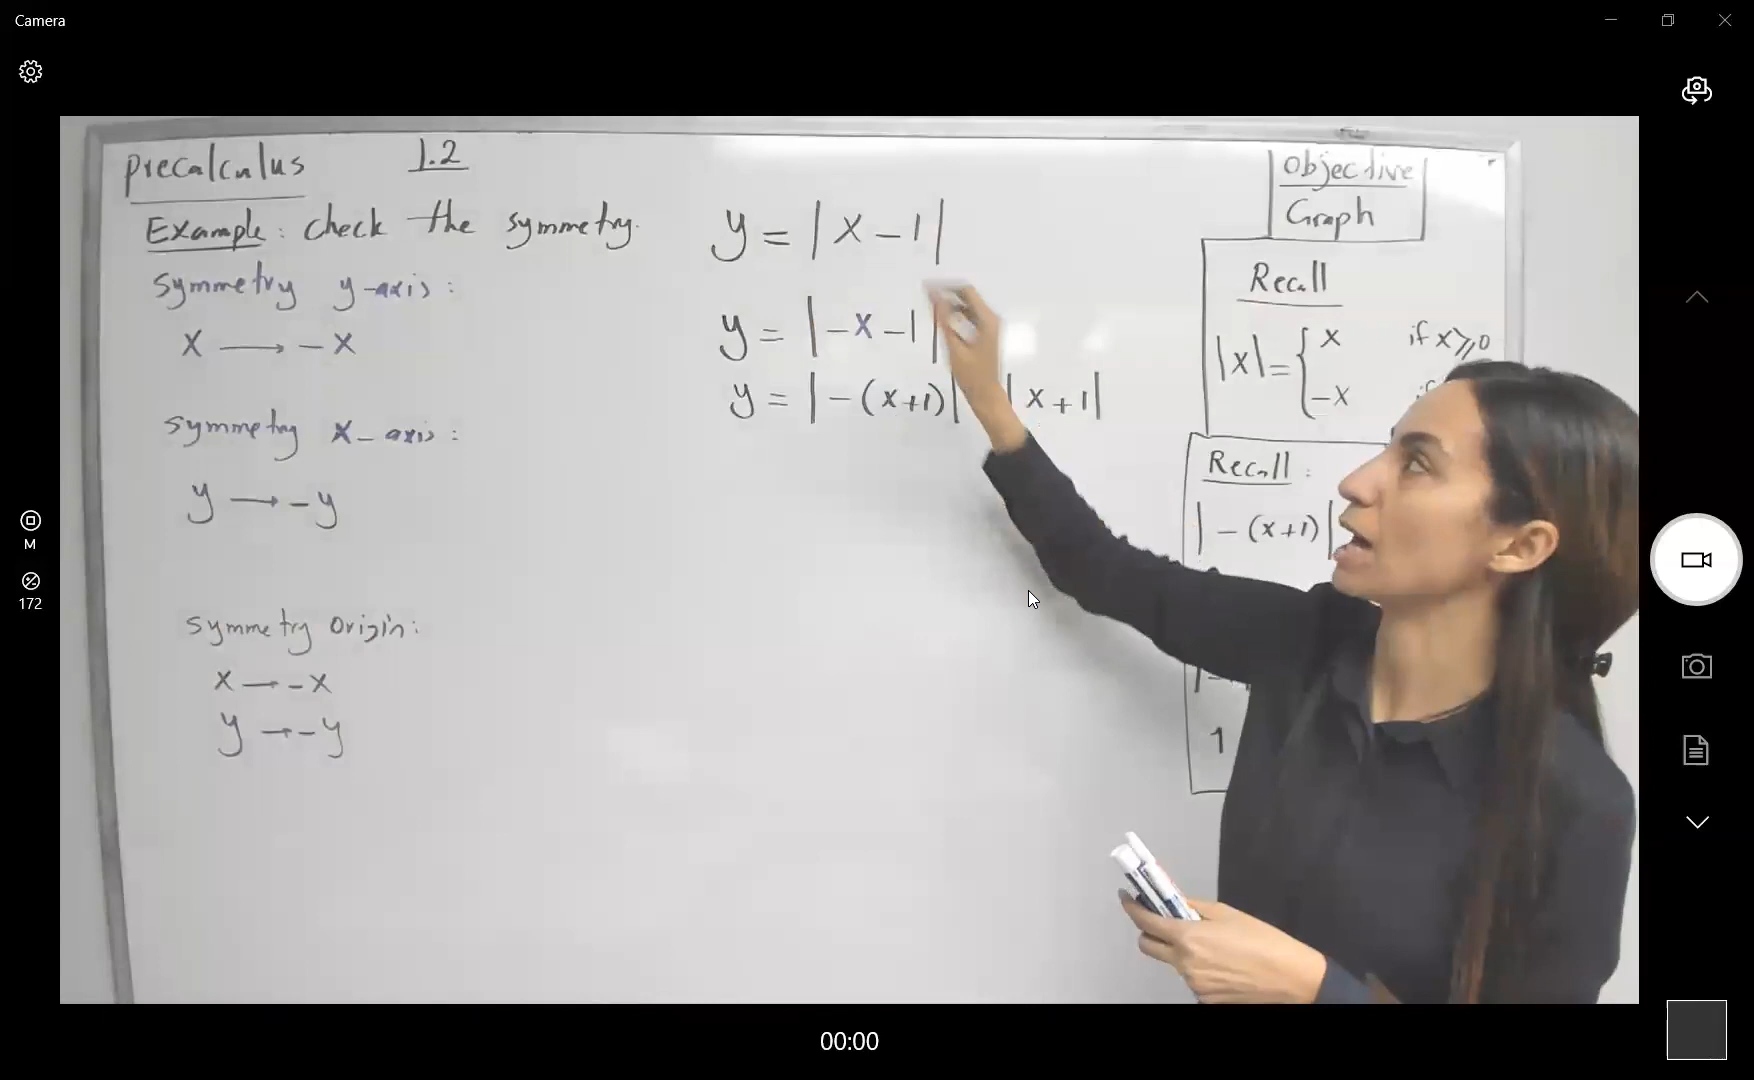 Camera
precalculus 1.2
Example: check the symmetry.
y = |x-1|
symmetry y-axis:
x → -x
y = |-x-1|
y = |-(x+1)| |x+1|
symmetry x-axis:
y → -y
symmetry origin:
x → -x
y → -y
Objective
Graph
Recall
|x| = { x if x⩾0
-x if
Recall:
|-(x+1)|
1
M
172
00:00